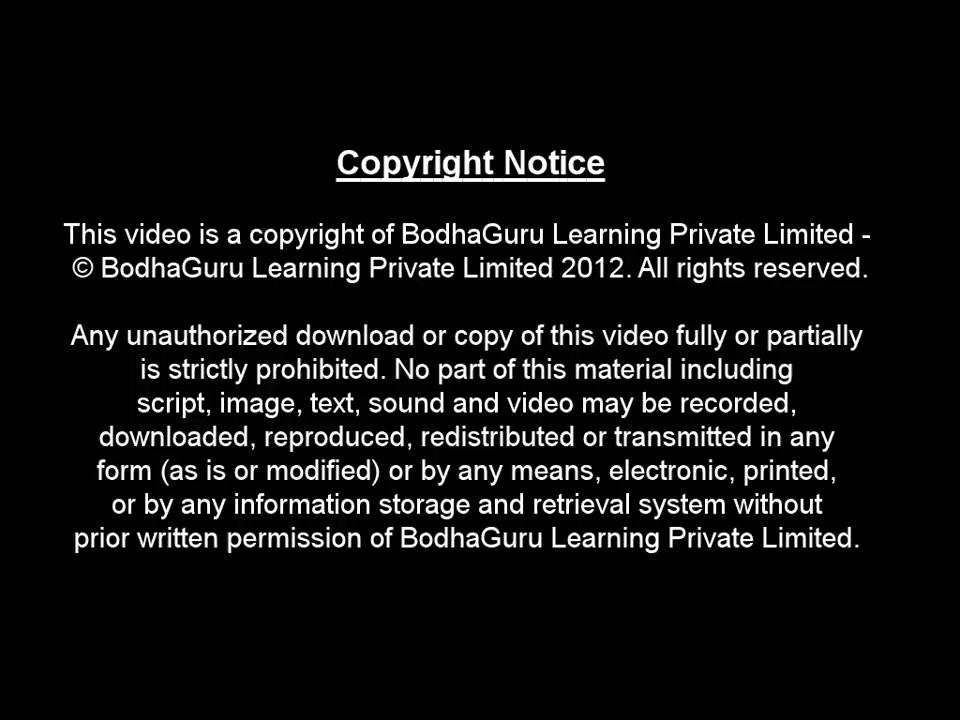 Copyright Notice
This video is a copyright of BodhaGuru Learning Private Limited -
© BodhaGuru Learning Private Limited 2012. All rights reserved.
Any unauthorized download or copy of this video fully or partially
is strictly prohibited. No part of this material including
script, image, text, sound and video may be recorded,
downloaded, reproduced, redistributed or transmitted in any
form (as is or modified) or by any means, electronic, printed,
or by any information storage and retrieval system without
prior written permission of BodhaGuru Learning Private Limited.